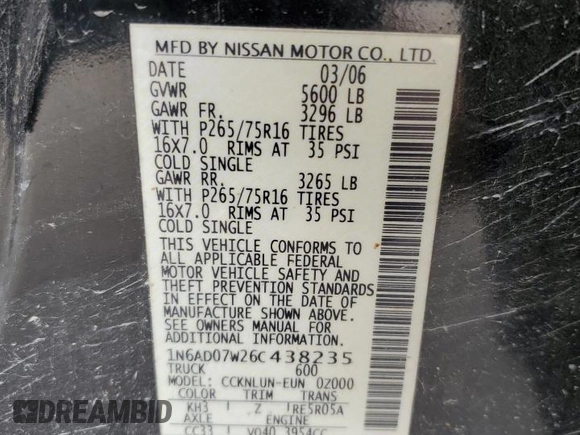 MFD BY NISSAN MOTOR CO., LTD.
DATE 03/06
GVWR 5600 LB
GAWR FR. 3296 LB
WITH P265/75R16 TIRES
16X7.0 RIMS AT 35 PSI
COLD SINGLE
GAWR RR. 3265 LB
WITH P265/75R16 TIRES
16X7.0 RIMS AT 35 PSI
COLD SINGLE
THIS VEHICLE CONFORMS TO
ALL APPLICABLE FEDERAL
MOTOR VEHICLE SAFETY AND
THEFT PREVENTION STANDARDS
IN EFFECT ON THE DATE OF
MANUFACTURE SHOWN ABOVE.
SEE OWNERS MANUAL FOR
ADDITIONAL INFORMATION.
1N6AD07W26C438235
TRUCK 600
MODEL: CCKNLUN-EUN 02000
COLOR TRIM TRANS
KH3 Z RE5R05A
AXLE ENGINE
CC33 VQ40 3954CC
DREAMBID